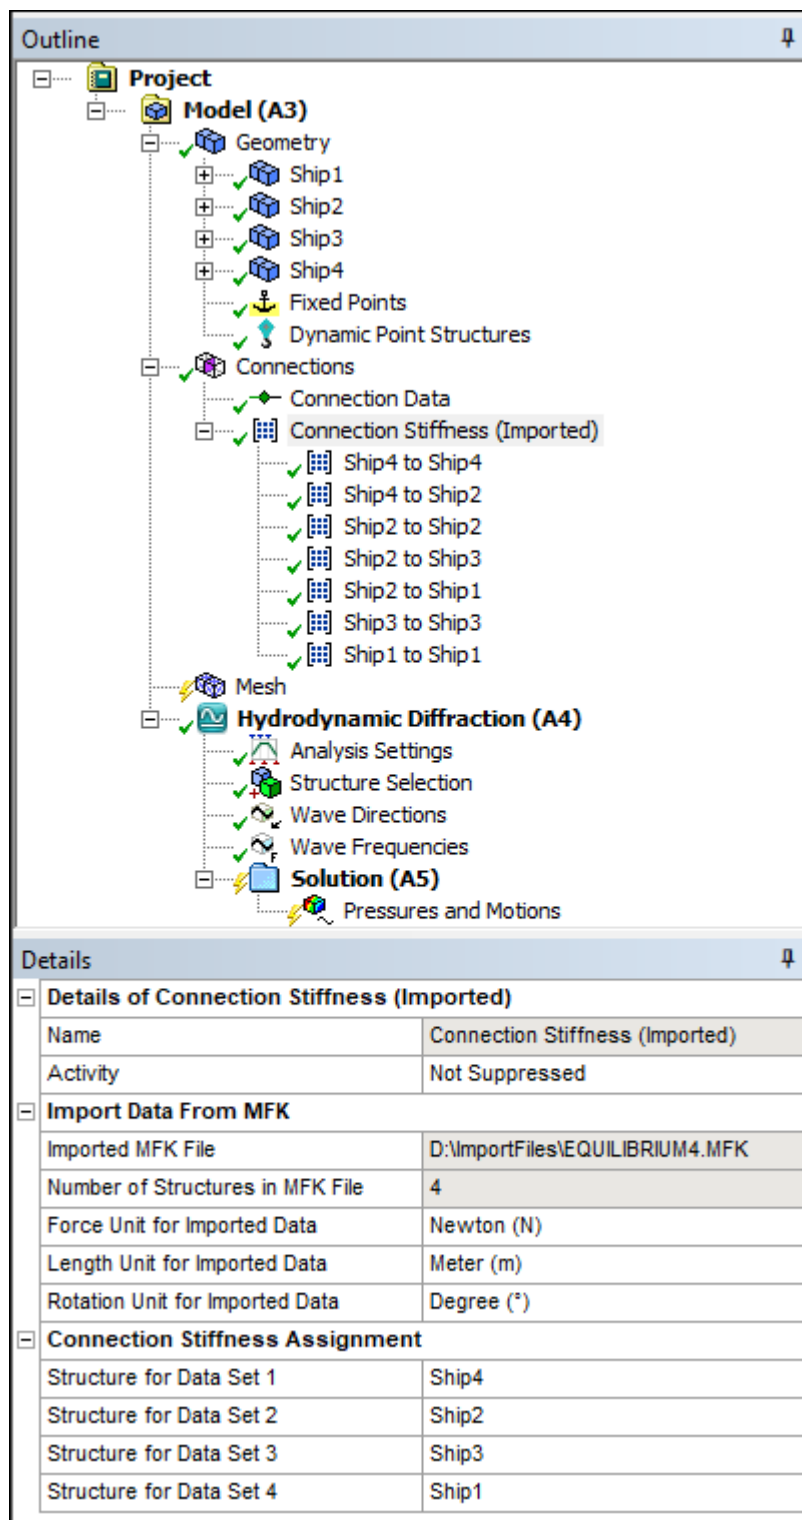 Outline
Project
Model (A3)
Geometry
Ship1
Ship2
Ship3
Ship4
Fixed Points
Dynamic Point Structures
Connections
Connection Data
Connection Stiffness (Imported)
Ship4 to Ship4
Ship4 to Ship2
Ship2 to Ship2
Ship2 to Ship3
Ship2 to Ship1
Ship3 to Ship3
Ship1 to Ship1
Mesh
Hydrodynamic Diffraction (A4)
Analysis Settings
Structure Selection
Wave Directions
Wave Frequencies
Solution (A5)
Pressures and Motions
Details
Details of Connection Stiffness (Imported)
Name Connection Stiffness (Imported)
Activity Not Suppressed
Import Data From MFK
Imported MFK File D:\ImportFiles\EQUILIBRIUM4.MFK
Number of Structures in MFK File 4
Force Unit for Imported Data Newton (N)
Length Unit for Imported Data Meter (m)
Rotation Unit for Imported Data Degree (°)
Connection Stiffness Assignment
Structure for Data Set 1 Ship4
Structure for Data Set 2 Ship2
Structure for Data Set 3 Ship3
Structure for Data Set 4 Ship1